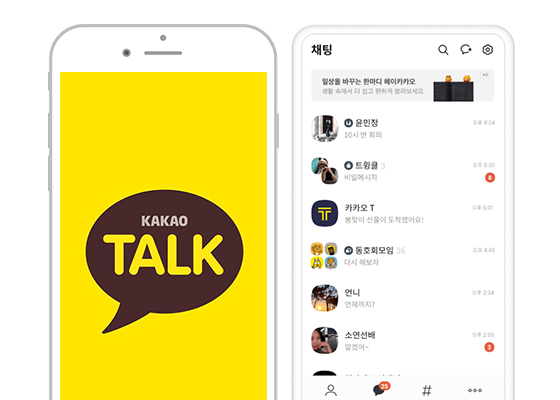 KAKAO
TALK
채팅
일상을 바꾸는 한마디 헤이카카오
생활 속에서 더 쉽고 편하게 불러보세요.
AD
윤민정
오후 8:24
10시 반 회의
트윙클 3
오후 8:20
비밀메시지
8
카카오 T
오후 6:01
봄맞이 선물이 도착했어요!
동호회모임 36
오후 4:45
다시 해보자
언니
오후 2:34
언제까지?
소연선배
오후 2:03
알겠어~
3
25
#